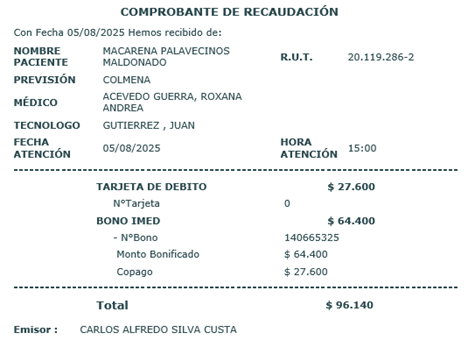 COMPROBANTE DE RECAUDACIÓN
Con Fecha 05/08/2025 Hemos recibido de:
NOMBRE PACIENTE MACARENA PALAVECINOS MALDONADO R.U.T. 20.119.286-2
PREVISIÓN COLMENA
MÉDICO ACEVEDO GUERRA, ROXANA ANDREA
TECNOLOGO GUTIERREZ , JUAN
FECHA ATENCIÓN 05/08/2025 HORA ATENCIÓN 15:00
TARJETA DE DEBITO $ 27.600
N°Tarjeta 0
BONO IMED $ 64.400
- N°Bono 140665325
Monto Bonificado $ 64.400
Copago $ 27.600
Total $ 96.140
Emisor : CARLOS ALFREDO SILVA CUSTA